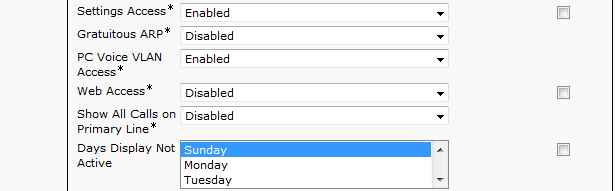 Settings Access* Enabled
Gratuitous ARP* Disabled
PC Voice VLAN Access* Enabled
Web Access* Disabled
Show All Calls on Primary Line* Disabled
Days Display Not Active Sunday
Monday
Tuesday